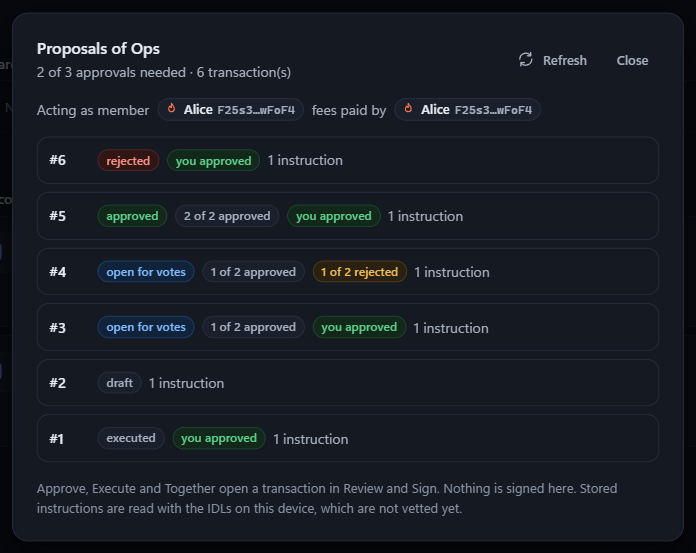 Proposals of Ops
2 of 3 approvals needed · 6 transaction(s)
Refresh
Close
Acting as member Alice F25s3…wFoF4 fees paid by Alice F25s3…wFoF4
#6 rejected you approved 1 instruction
#5 approved 2 of 2 approved you approved 1 instruction
#4 open for votes 1 of 2 approved 1 of 2 rejected 1 instruction
#3 open for votes 1 of 2 approved you approved 1 instruction
#2 draft 1 instruction
#1 executed you approved 1 instruction
Approve, Execute and Together open a transaction in Review and Sign. Nothing is signed here. Stored
instructions are read with the IDLs on this device, which are not vetted yet.